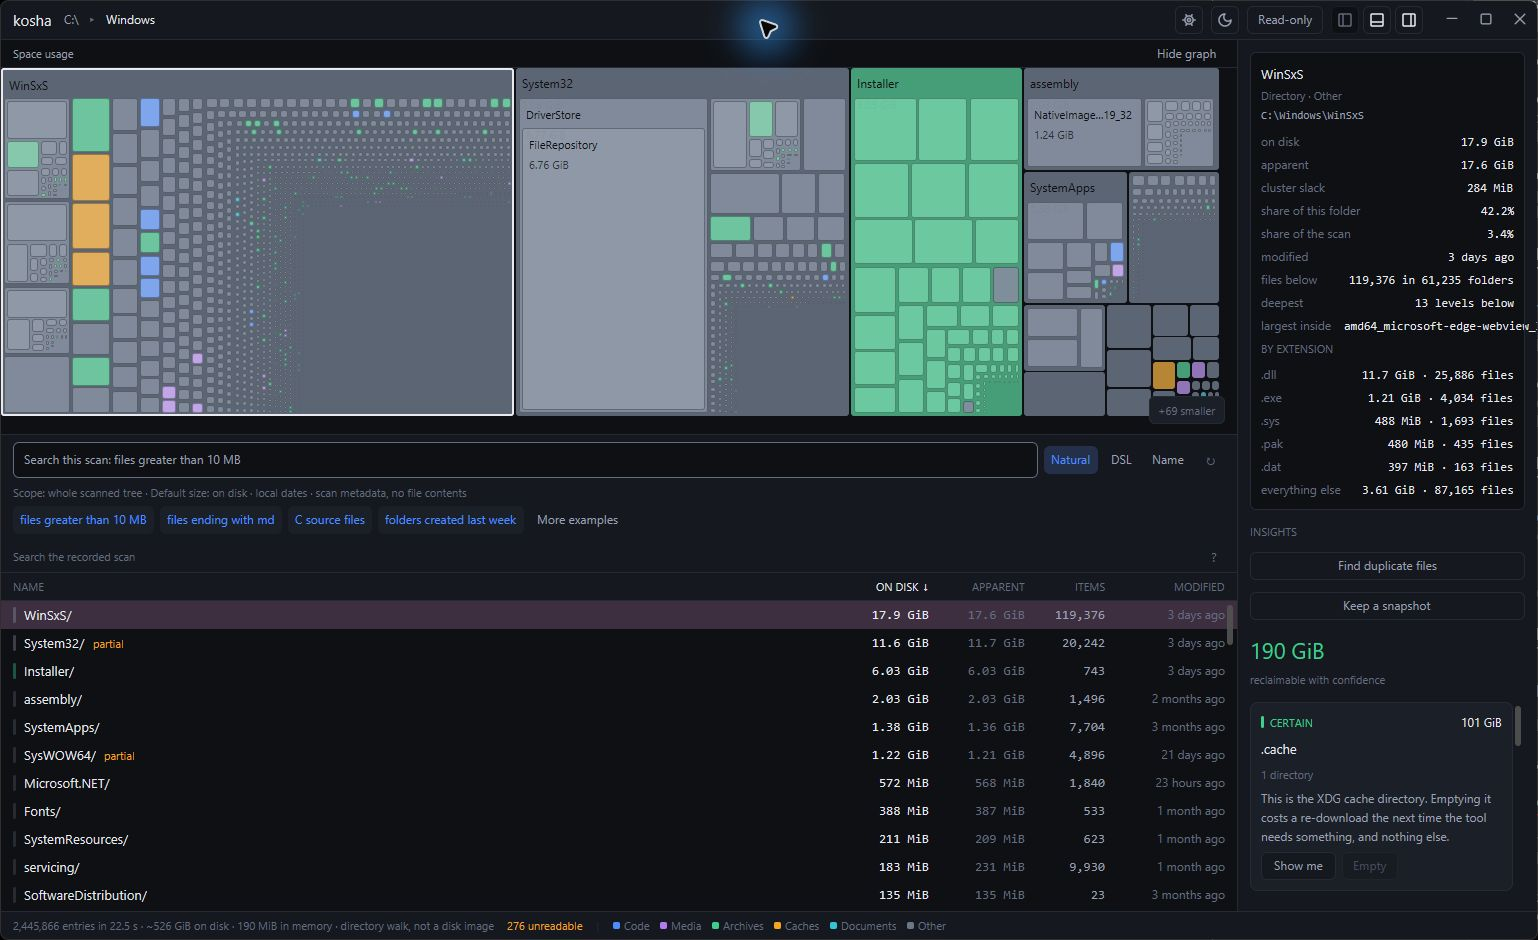 kosha C:\ ▸ Windows
Read-only
Space usage
Hide graph
WinSxS
System32
DriverStore
FileRepository
6.76 GiB
Installer
assembly
NativeImage...19_32
1.24 GiB
SystemApps
+69 smaller
Search this scan: files greater than 10 MB
Natural DSL Name ↻
Scope: whole scanned tree · Default size: on disk · local dates · scan metadata, no file contents
files greater than 10 MB files ending with md C source files folders created last week More examples
Search the recorded scan ?
NAME ON DISK ↓ APPARENT ITEMS MODIFIED
WinSxS/ 17.9 GiB 17.6 GiB 119,376 3 days ago
System32/ partial 11.6 GiB 11.7 GiB 20,242 3 days ago
Installer/ 6.03 GiB 6.03 GiB 743 3 days ago
assembly/ 2.03 GiB 2.03 GiB 1,496 2 months ago
SystemApps/ 1.38 GiB 1.36 GiB 7,704 3 months ago
SysWOW64/ partial 1.22 GiB 1.21 GiB 4,896 21 days ago
Microsoft.NET/ 572 MiB 568 MiB 1,840 23 hours ago
Fonts/ 388 MiB 387 MiB 533 1 month ago
SystemResources/ 211 MiB 209 MiB 623 1 month ago
servicing/ 183 MiB 231 MiB 9,930 1 month ago
SoftwareDistribution/ 135 MiB 135 MiB 23 3 months ago
WinSxS
Directory · Other
C:\Windows\WinSxS
on disk 17.9 GiB
apparent 17.6 GiB
cluster slack 284 MiB
share of this folder 42.2%
share of the scan 3.4%
modified 3 days ago
files below 119,376 in 61,235 folders
deepest 13 levels below
largest inside amd64_microsoft-edge-webview_
BY EXTENSION
.dll 11.7 GiB · 25,886 files
.exe 1.21 GiB · 4,034 files
.sys 488 MiB · 1,693 files
.pak 480 MiB · 435 files
.dat 397 MiB · 163 files
everything else 3.61 GiB · 87,165 files
INSIGHTS
Find duplicate files
Keep a snapshot
190 GiB
reclaimable with confidence
CERTAIN 101 GiB
.cache
1 directory
This is the XDG cache directory. Emptying it
costs a re-download the next time the tool
needs something, and nothing else.
Show me Empty
2,445,866 entries in 22.5 s · ~526 GiB on disk · 190 MiB in memory · directory walk, not a disk image 276 unreadable Code Media Archives Caches Documents Other